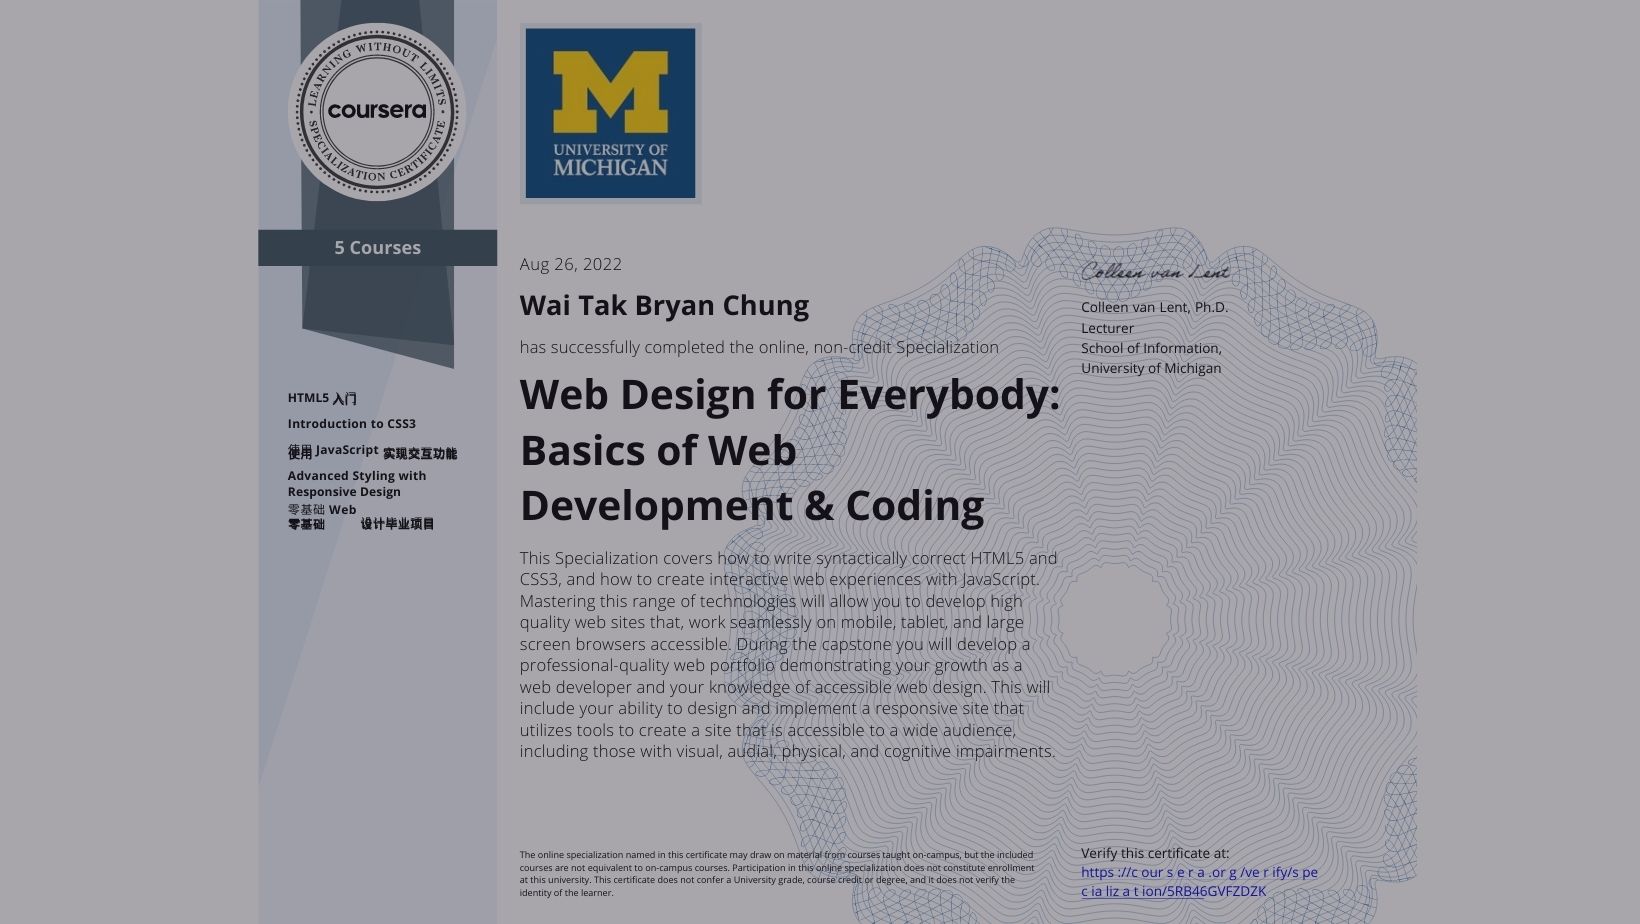 LEARNING WITHOUT LIMITS
coursera
SPECIALIZATION CERTIFICATE
5 Courses
HTML5 入门
Introduction to CSS3
使用 JavaScript 实现交互功能
Advanced Styling with
Responsive Design
零基础 Web
零基础 设计毕业项目
M
UNIVERSITY OF
MICHIGAN
Aug 26, 2022
Wai Tak Bryan Chung
has successfully completed the online, non-credit Specialization
Web Design for Everybody:
Basics of Web
Development & Coding
This Specialization covers how to write syntactically correct HTML5 and
CSS3, and how to create interactive web experiences with JavaScript.
Mastering this range of technologies will allow you to develop high
quality web sites that, work seamlessly on mobile, tablet, and large
screen browsers accessible. During the capstone you will develop a
professional-quality web portfolio demonstrating your growth as a
web developer and your knowledge of accessible web design. This will
include your ability to design and implement a responsive site that
utilizes tools to create a site that is accessible to a wide audience,
including those with visual, audial, physical, and cognitive impairments.
Colleen van Lent
Colleen van Lent, Ph.D.
Lecturer
School of Information,
University of Michigan
The online specialization named in this certificate may draw on material from courses taught on-campus, but the included
courses are not equivalent to on-campus courses. Participation in this online specialization does not constitute enrollment
at this university. This certificate does not confer a University grade, course credit or degree, and it does not verify the
identity of the learner.
Verify this certificate at:
https ://c our s e r a .or g /ve r ify/s pe
c ia liz a t ion/5RB46GVFZDZK